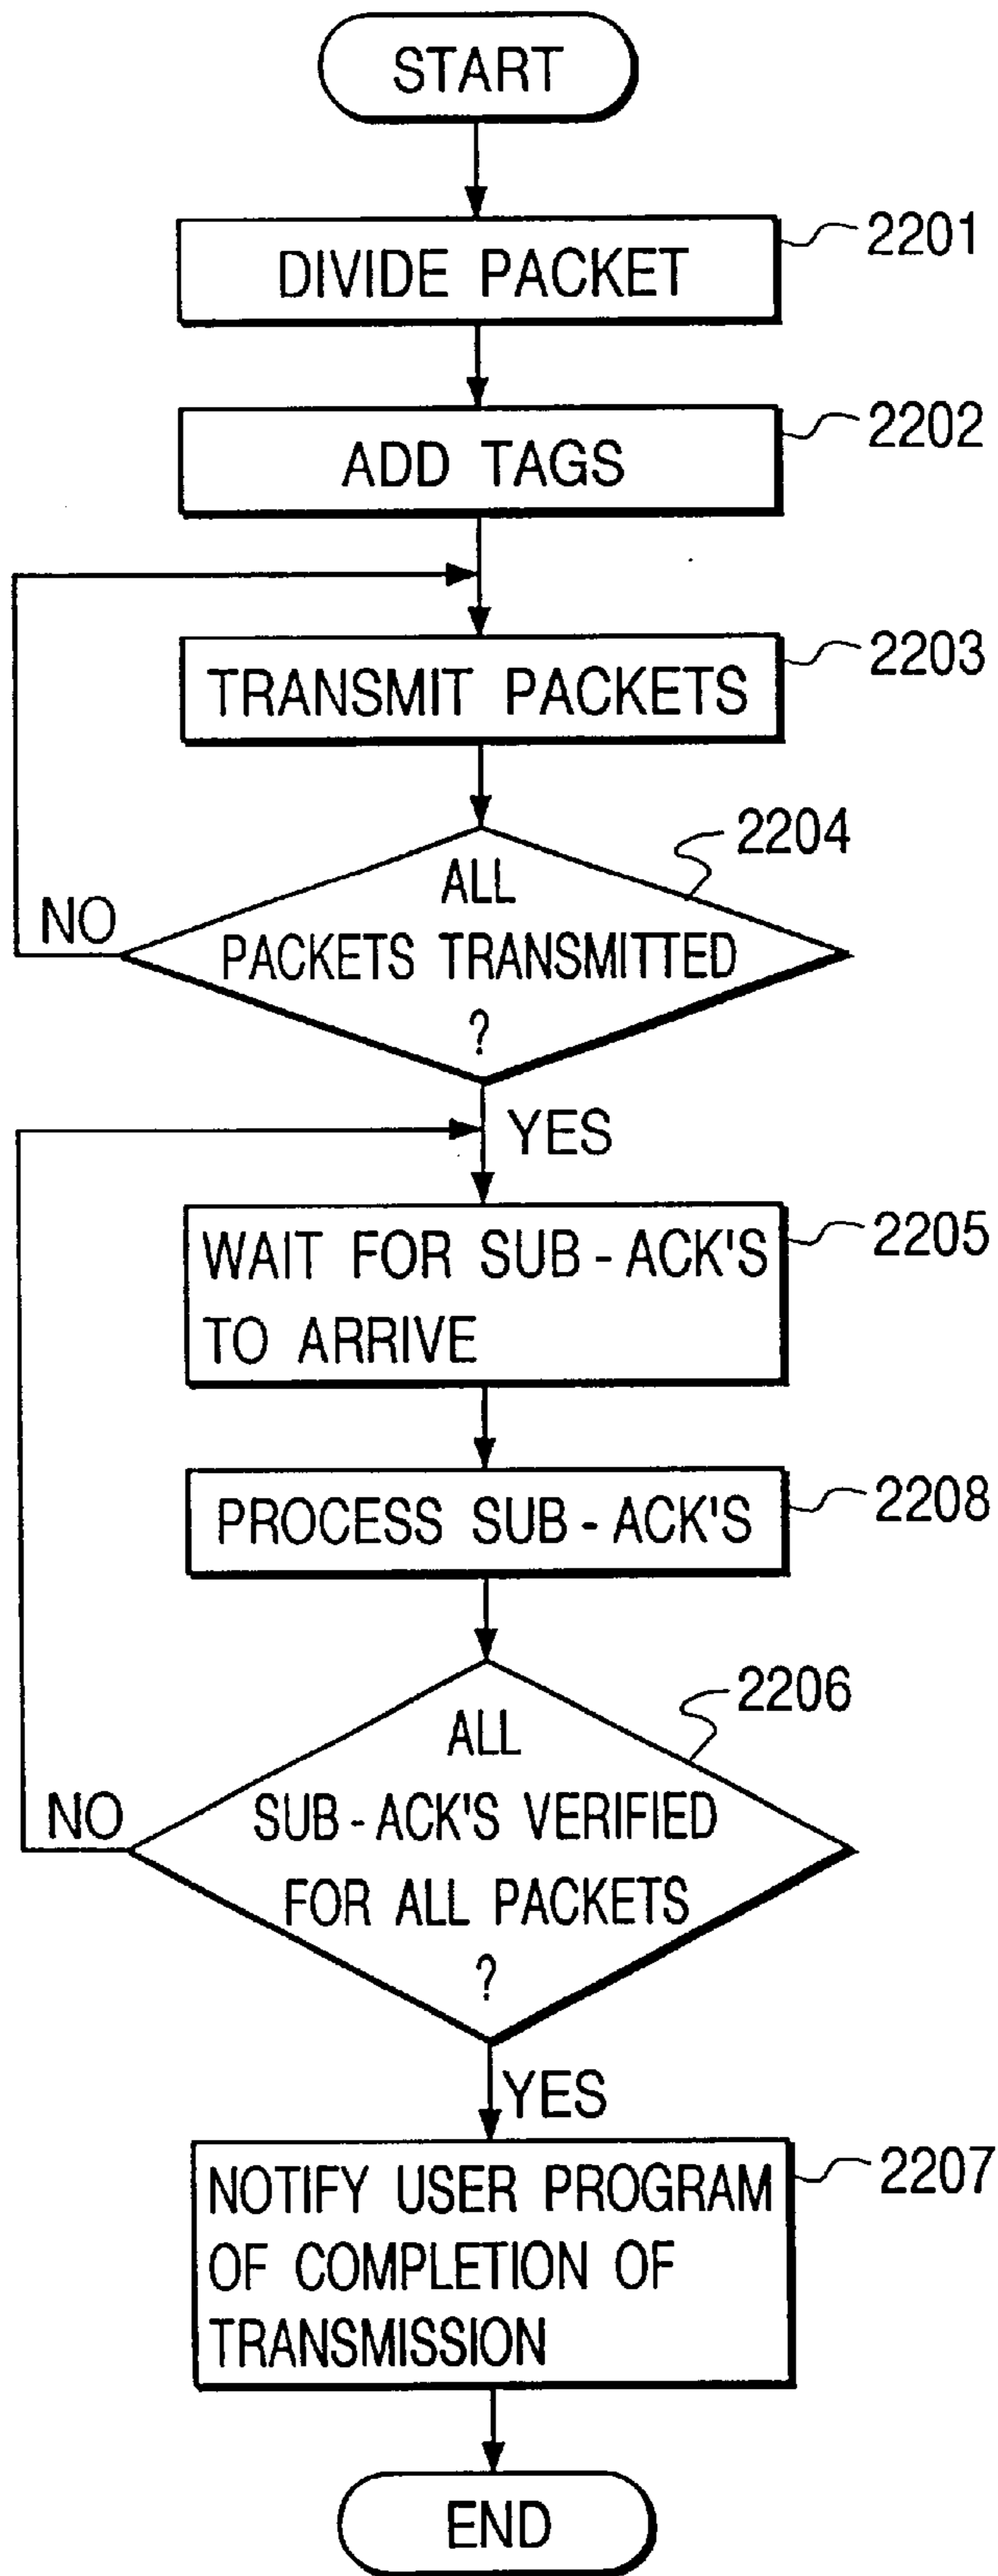 START
DIVIDE PACKET
2201
ADD TAGS
2202
TRANSMIT PACKETS
2203
ALL
PACKETS TRANSMITTED
?
2204
NO
YES
WAIT FOR SUB-ACK'S
TO ARRIVE
2205
PROCESS SUB-ACK'S
2208
ALL
SUB-ACK'S VERIFIED
FOR ALL PACKETS
?
2206
NO
YES
NOTIFY USER PROGRAM
OF COMPLETION OF
TRANSMISSION
2207
END